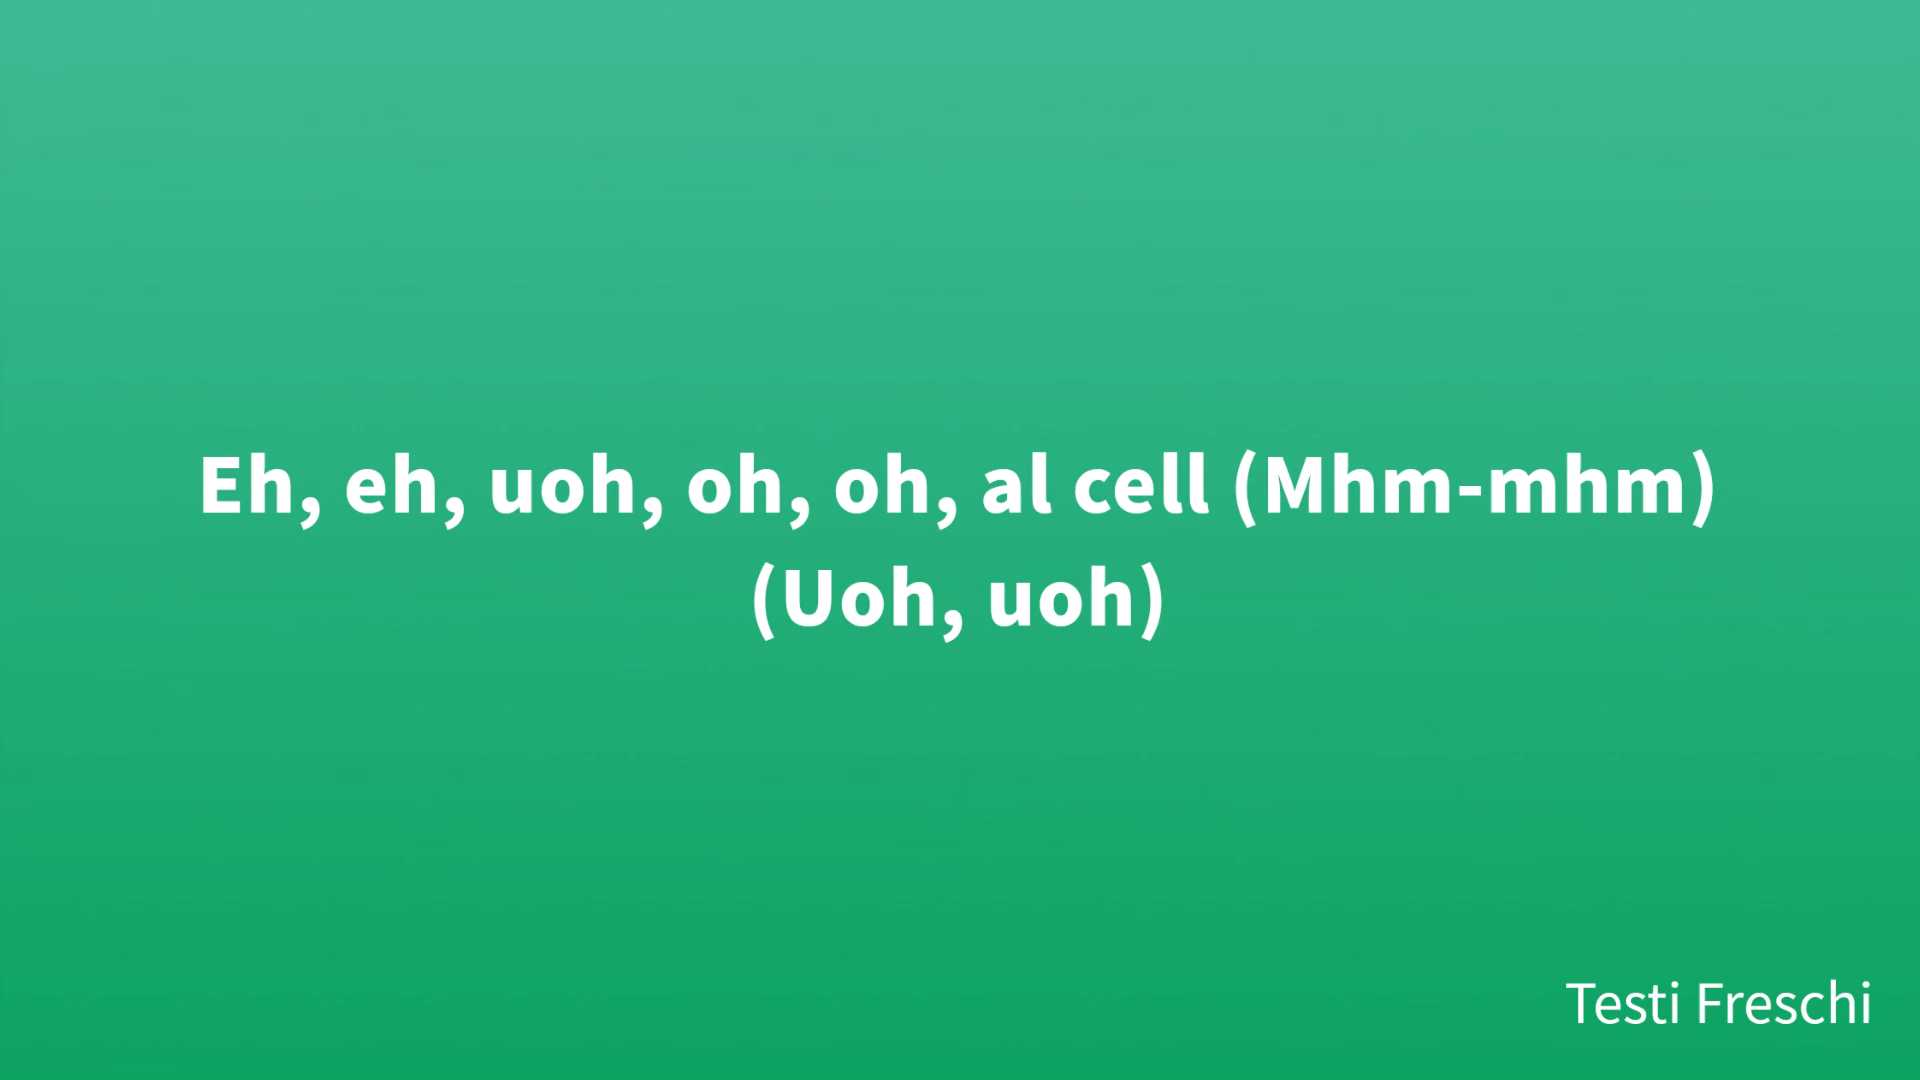 Eh, eh, uoh, oh, oh, al cell (Mhm-mhm)
(Uoh, uoh)
Testi Freschi